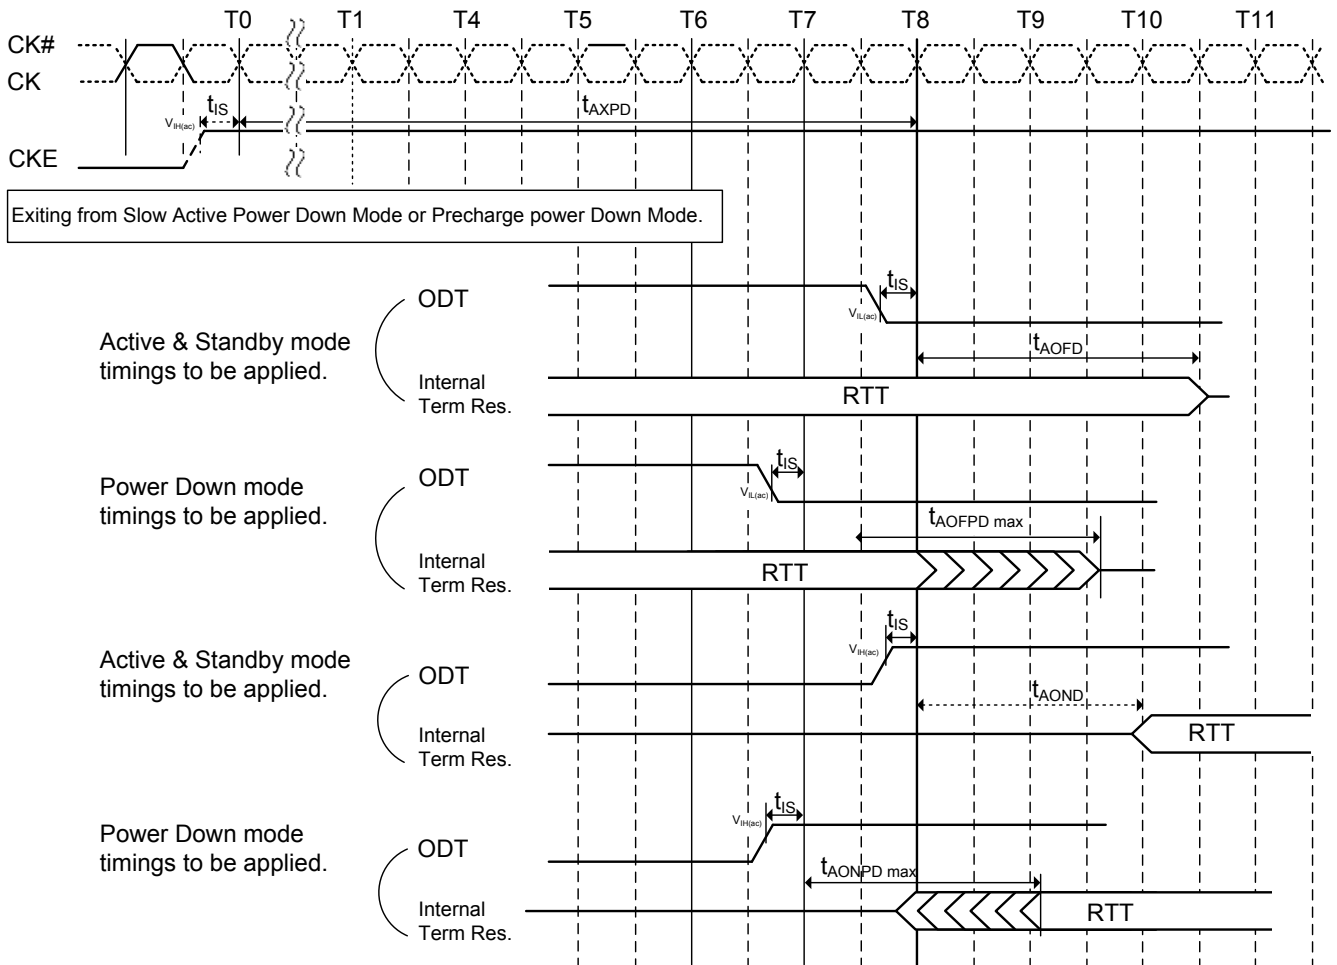 T0 T1 T4 T5 T6 T7 T8 T9 T10 T11
CK#
CK
tIS
tAXPD
VIH(ac)
CKE
Exiting from Slow Active Power Down Mode or Precharge power Down Mode.
ODT
tIS
VIL(ac)
Active & Standby mode
timings to be applied.
tAOFD
Internal
Term Res.
RTT
ODT
tIS
VIL(ac)
Power Down mode
timings to be applied.
tAOFPD max
Internal
Term Res.
RTT
tIS
VIH(ac)
Active & Standby mode
timings to be applied.
ODT
tAOND
Internal
Term Res.
RTT
tIS
VIH(ac)
Power Down mode
timings to be applied.
ODT
tAONPD max
Internal
Term Res.
RTT